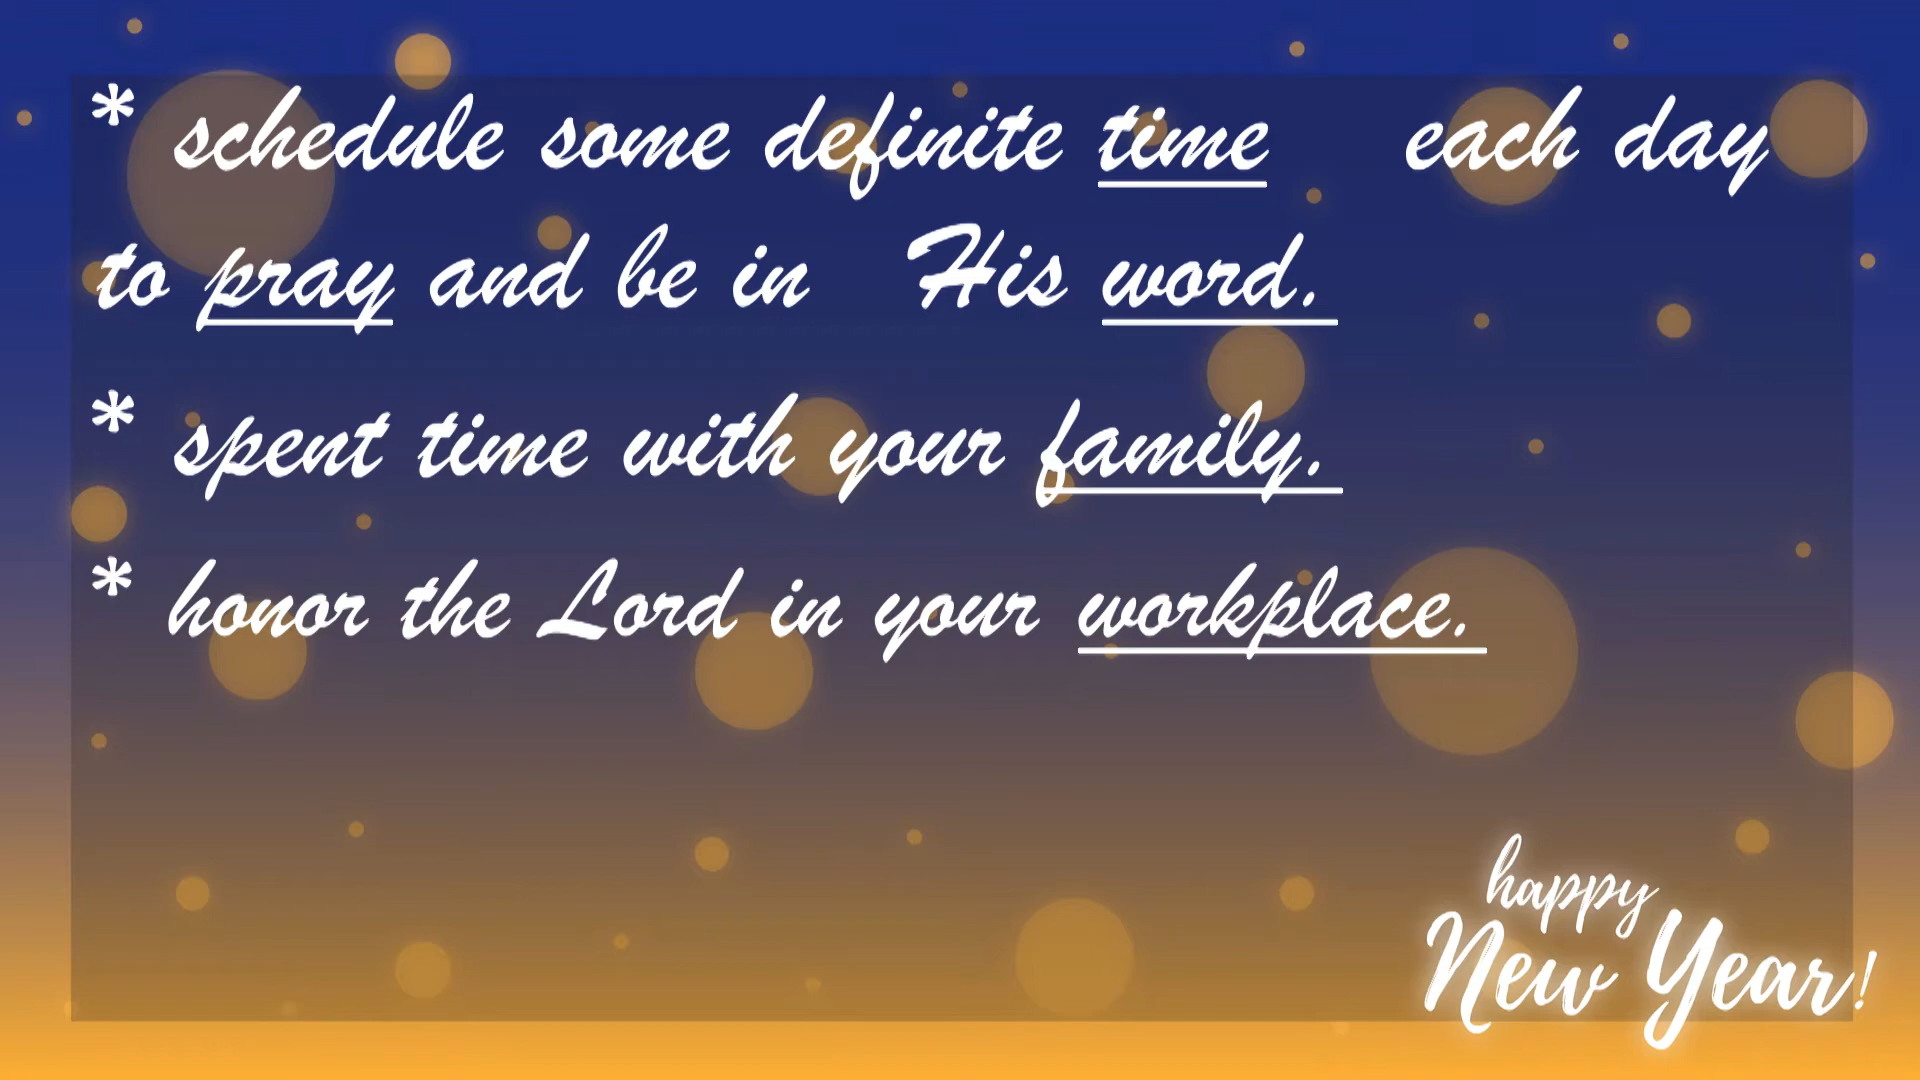 * schedule some definite time each day
to pray and be in His word.
* spent time with your family.
* honor the Lord in your workplace.
happy
New Year!